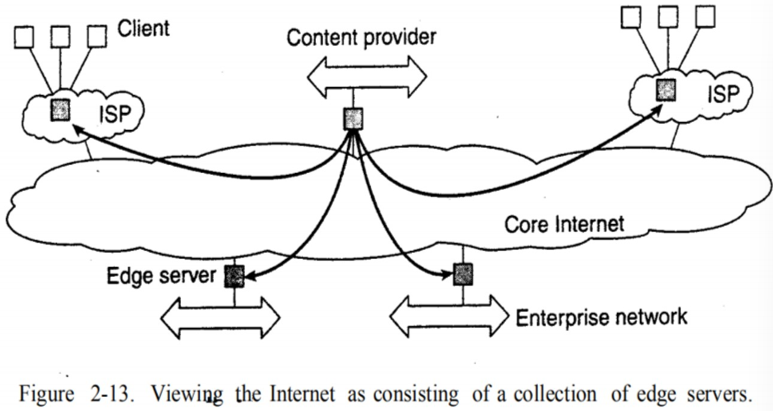 Client
Content provider
ISP
ISP
Core Internet
Edge server
Enterprise network
Figure 2-13. Viewing the Internet as consisting of a collection of edge servers.